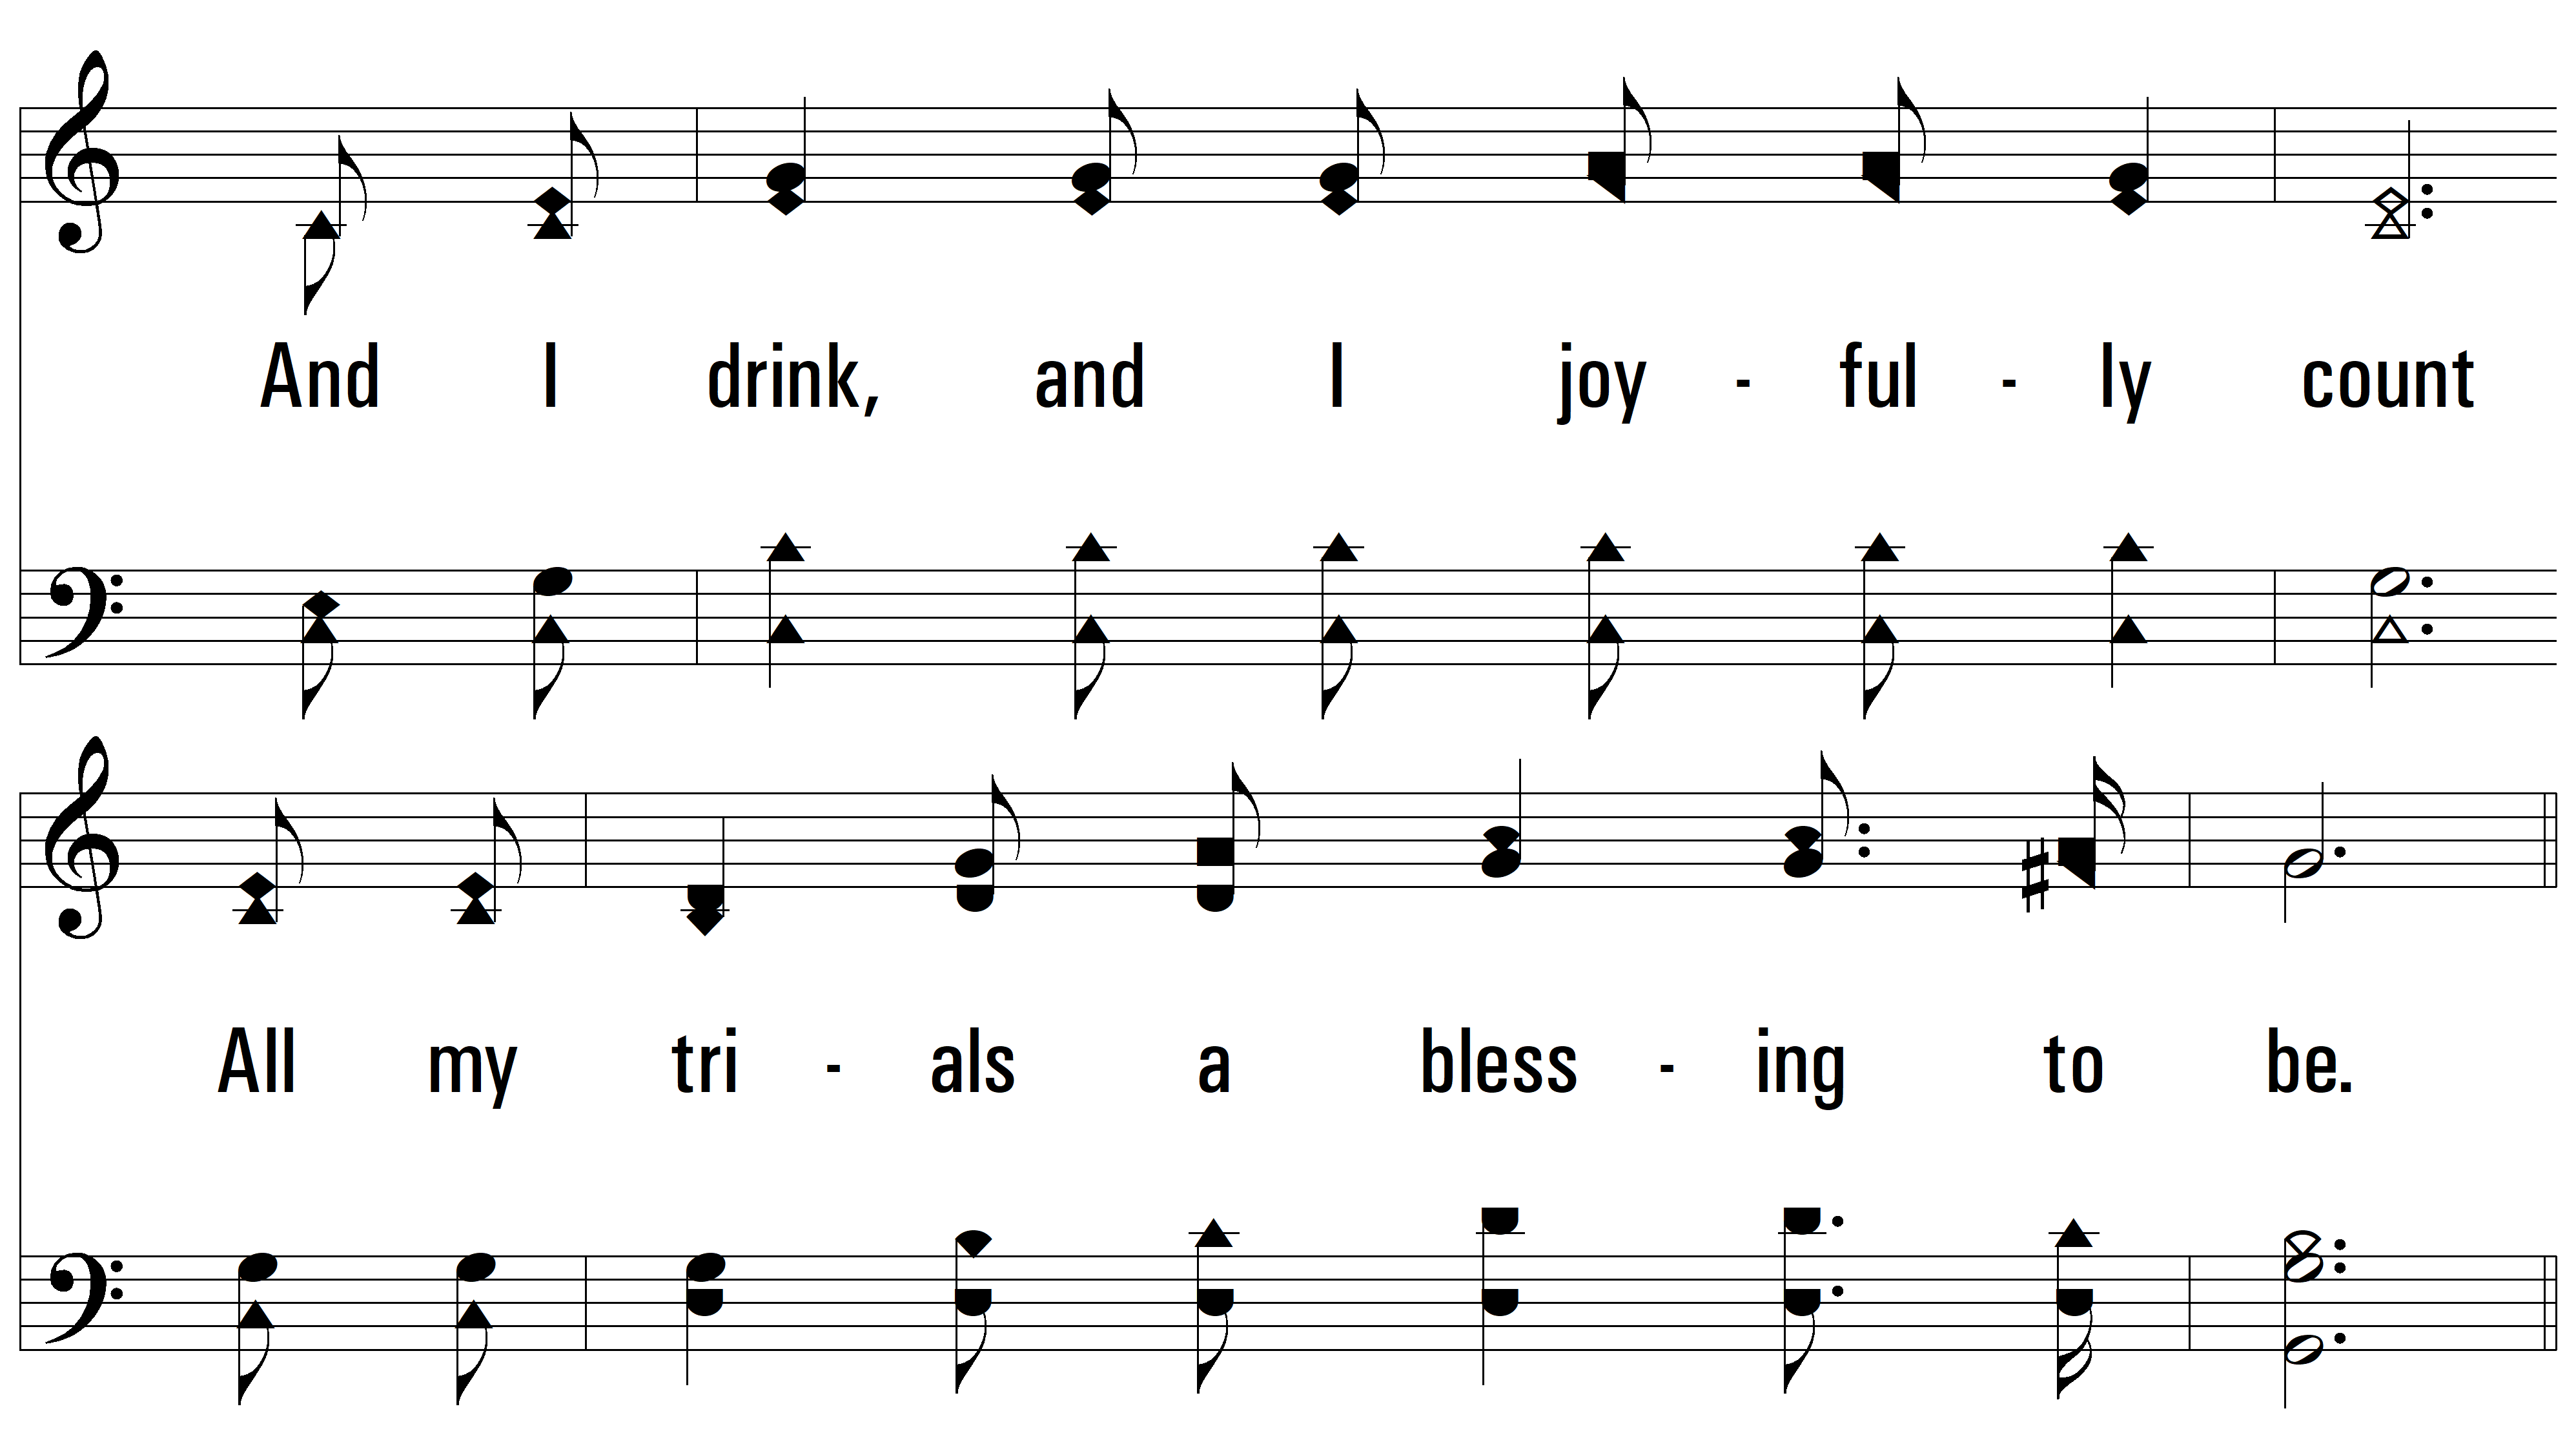 And I drink, and I joy - ful - ly count
All my tri - als a bless - ing to be.